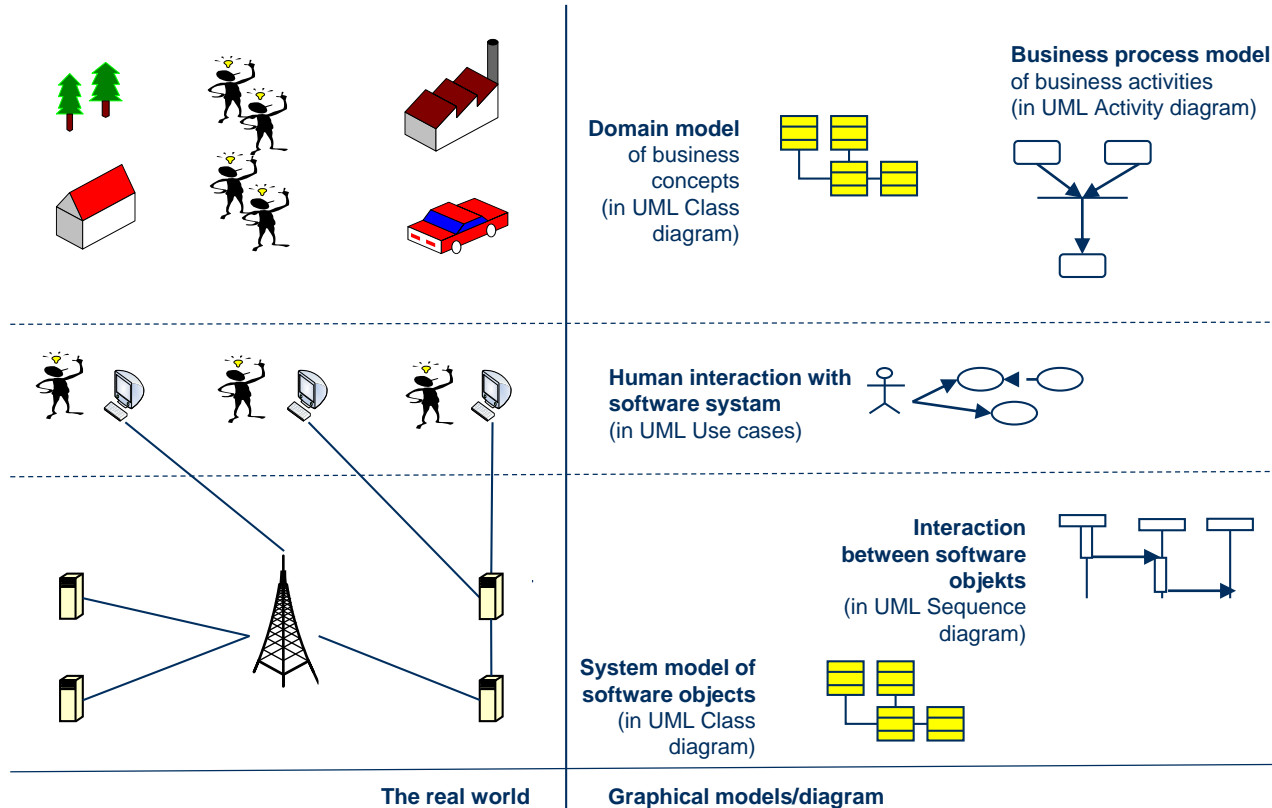 Business process model
of business activities
(in UML Activity diagram)
Domain model
of business
concepts
(in UML Class
diagram)
Human interaction with
software systam
(in UML Use cases)
Interaction
between software
objekts
(in UML Sequence
diagram)
System model of
software objects
(in UML Class
diagram)
The real world
Graphical models/diagram